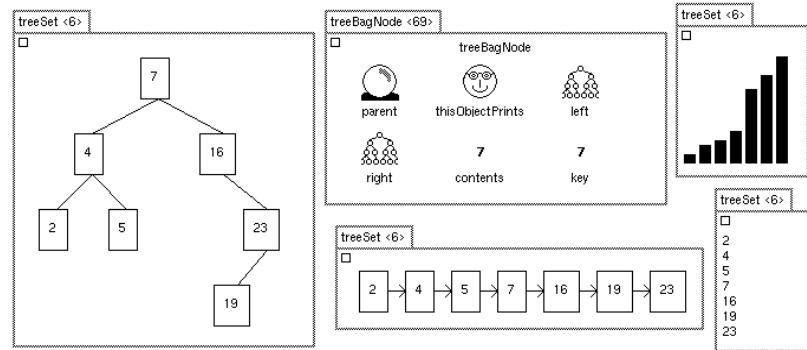 treeSet <6>
7
4 16
2 5 23
19
treeBagNode <69>
treeBagNode
parent thisObjectPrints left
7 7
right contents key
treeSet <6>
2 4 5 7 16 19 23
treeSet <6>
treeSet <6>
2
4
5
7
16
19
23